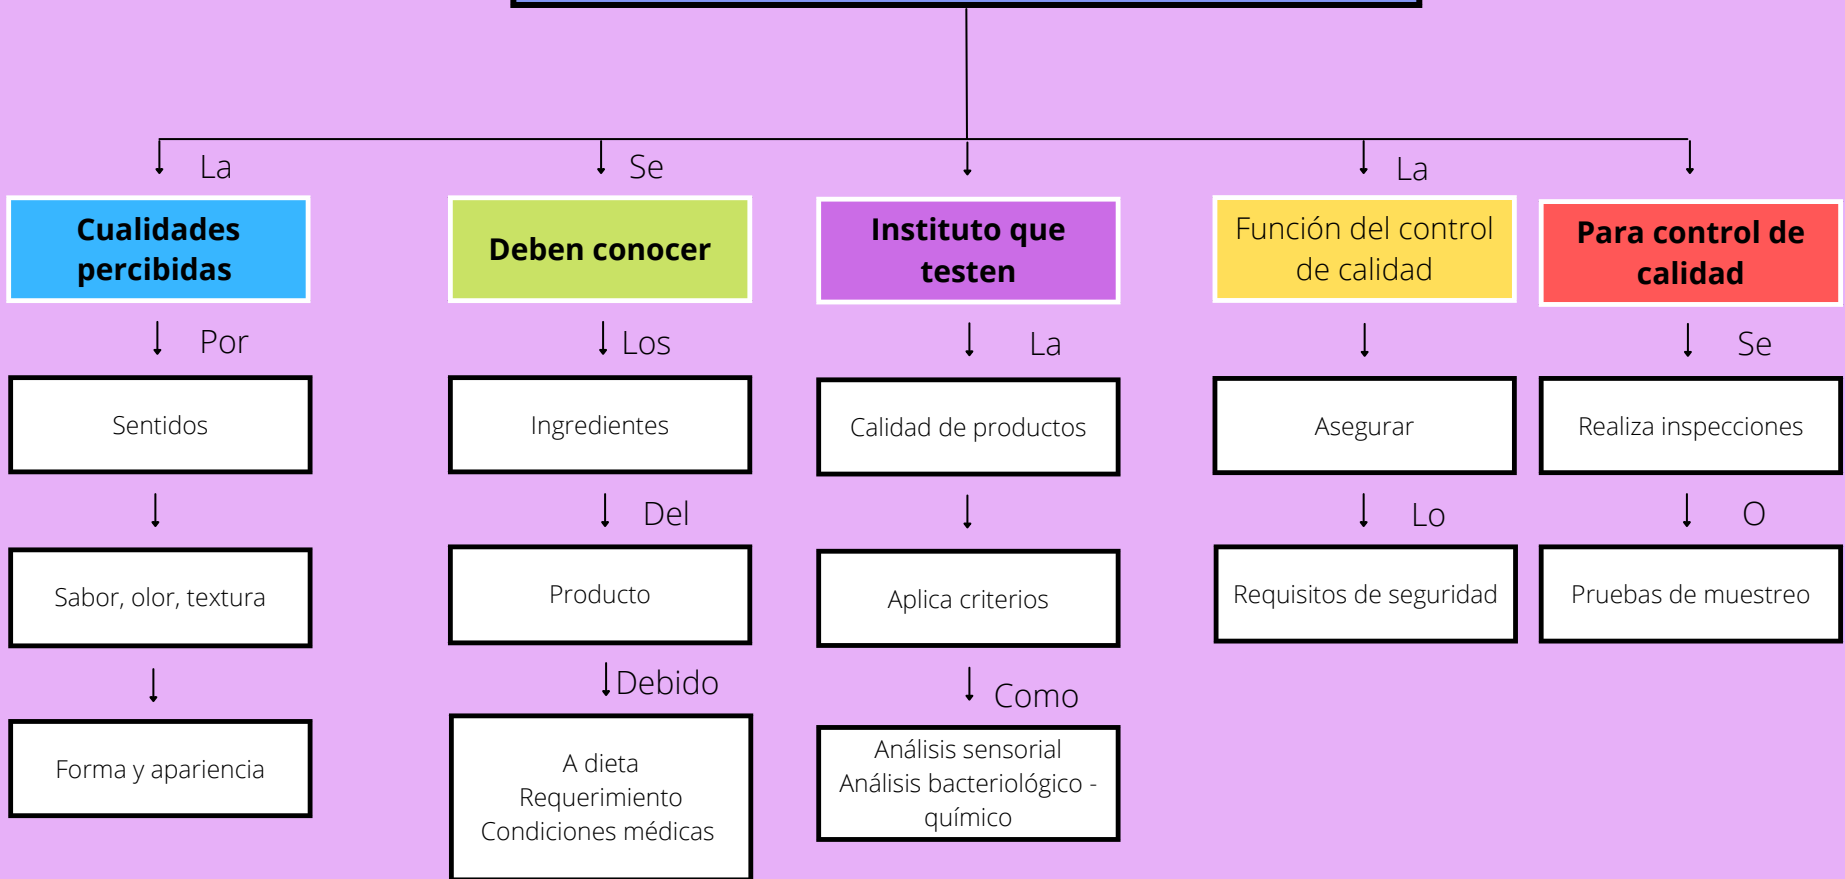 La
Cualidades
percibidas
Por
Sentidos
Sabor, olor, textura
Forma y apariencia
Se
Deben conocer
Los
Ingredientes
Del
Producto
Debido
A dieta
Requerimiento
Condiciones médicas
Instituto que
testen
La
Calidad de productos
Aplica criterios
Como
Análisis sensorial
Análisis bacteriológico -
químico
La
Función del control
de calidad
Asegurar
Lo
Requisitos de seguridad
Para control de
calidad
Se
Realiza inspecciones
O
Pruebas de muestreo